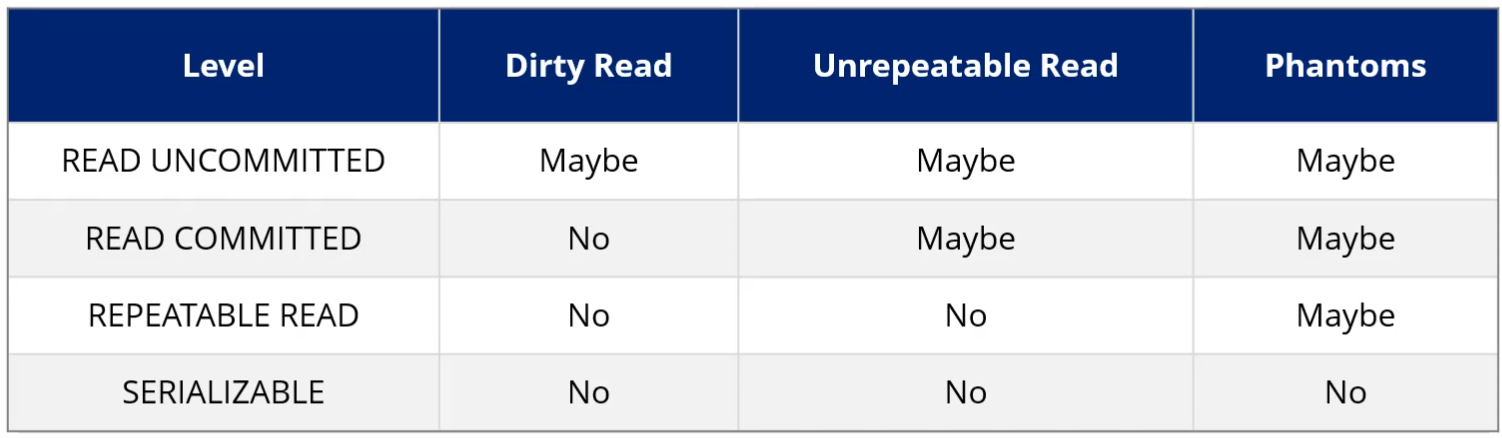 Level Dirty Read Unrepeatable Read Phantoms
READ UNCOMMITTED Maybe Maybe Maybe
READ COMMITTED No Maybe Maybe
REPEATABLE READ No No Maybe
SERIALIZABLE No No No